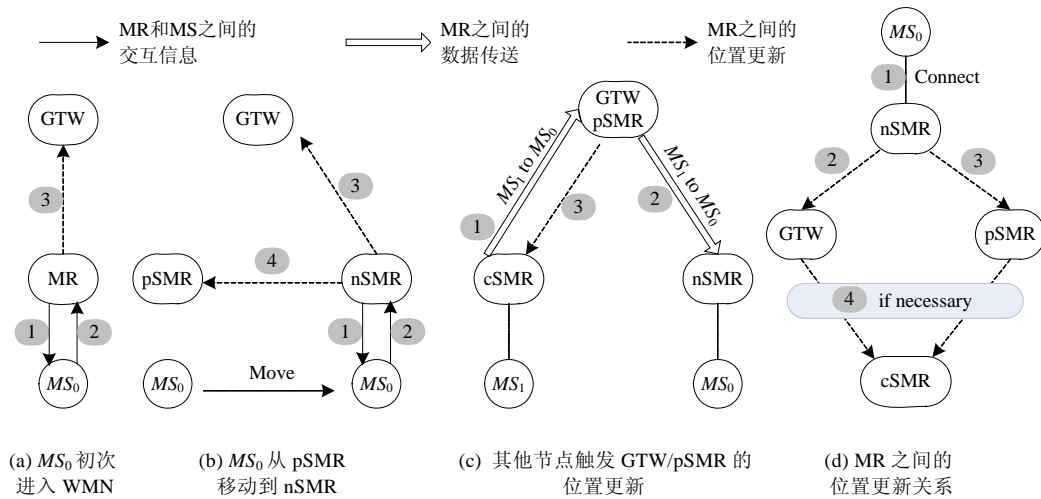 MR和MS之间的
交互信息
MR之间的
数据传送
MR之间的
位置更新
GTW
3
MR
1
2
MS0
(a) MS0 初次
进入 WMN
GTW
3
pSMR
4
nSMR
1
2
MS0
Move
MS0
(b) MS0 从 pSMR
移动到 nSMR
GTW
pSMR
MS1 to MS0
MS1 to MS0
1
3
2
cSMR
nSMR
MS1
MS0
(c) 其他节点触发 GTW/pSMR 的
位置更新
MS0
1 Connect
nSMR
2
3
GTW
pSMR
4 if necessary
cSMR
(d) MR 之间的
位置更新关系